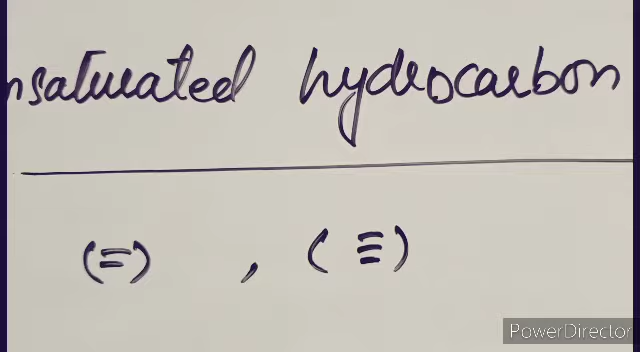 nsaturated hydrocarbon
(=) , (≡)
PowerDirector